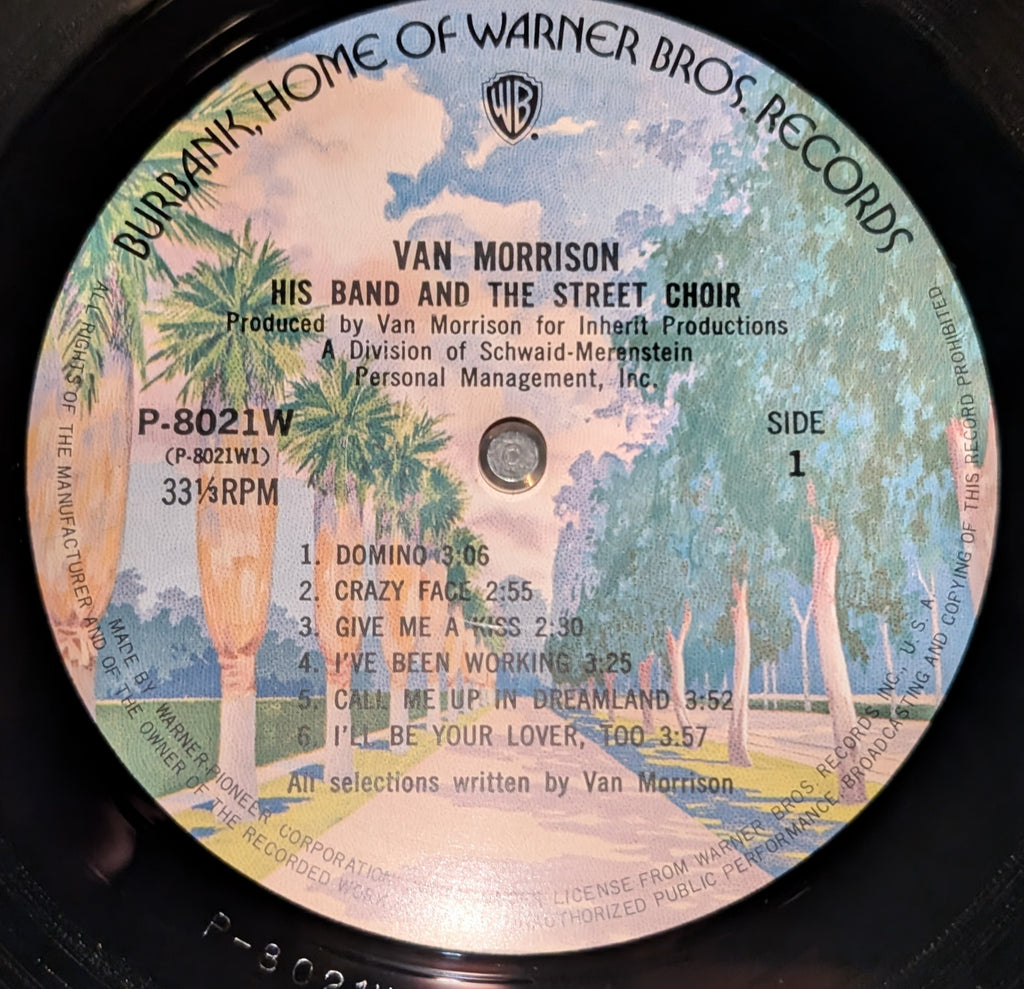 BURBANK, HOME OF WARNER BROS. RECORDS
WB
VAN MORRISON
HIS BAND AND THE STREET CHOIR
Produced by Van Morrison for Inherit Productions
A Division of Schwaid-Merenstein
Personal Management, Inc.
P-8021W
(P-8021W1)
33⅓RPM
SIDE
1
1. DOMINO 3:06
2. CRAZY FACE 2:55
3. GIVE ME A KISS 2:30
4. I'VE BEEN WORKING 3:25
5. CALL ME UP IN DREAMLAND 3:52
6. I'LL BE YOUR LOVER, TOO 3:57
All selections written by Van Morrison
MADE BY WARNER-PIONEER CORPORATION LICENSE FROM WARNER BROS. RECORDS INC., U.S.A.
ALL RIGHTS OF THE MANUFACTURER AND OF THE OWNER OF THE RECORDED WORK PUBLIC PERFORMANCE, BROADCASTING AND COPYING OF THIS RECORD PROHIBITED
P-8021W